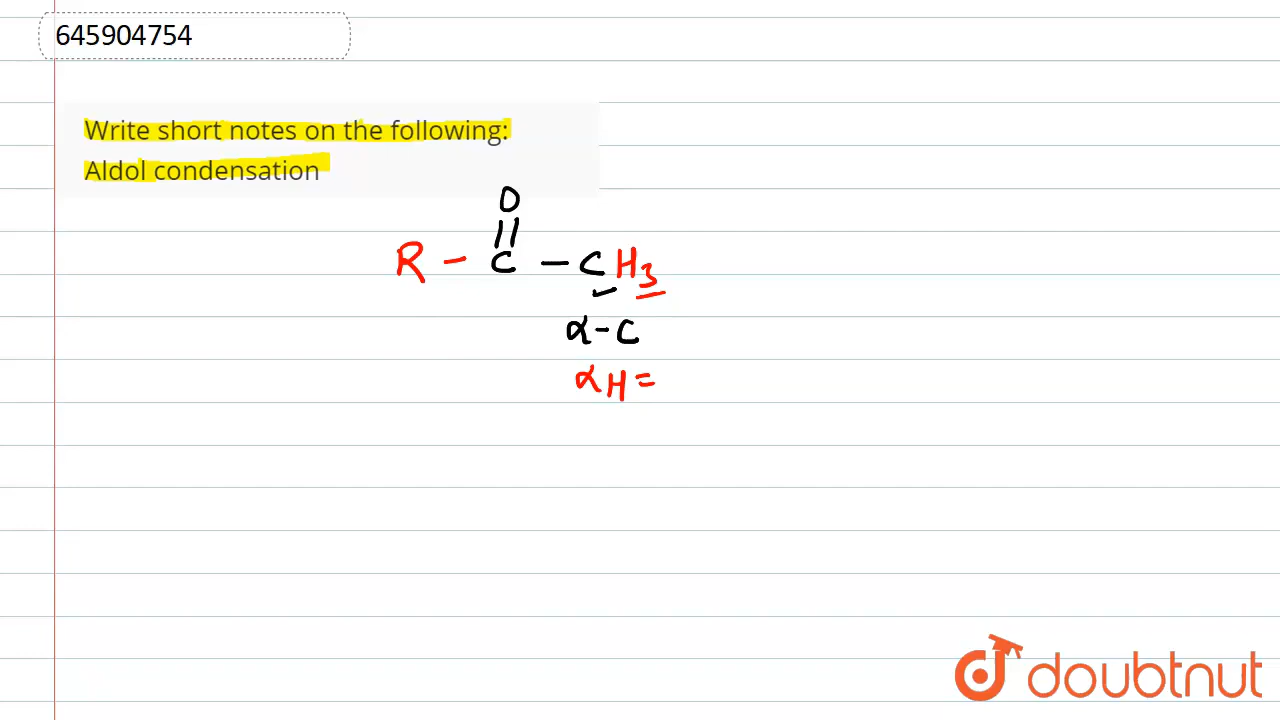 645904754
Write short notes on the following:
Aldol condensation
O
||
R - C - CH3
α-C
αH=
doubtnut